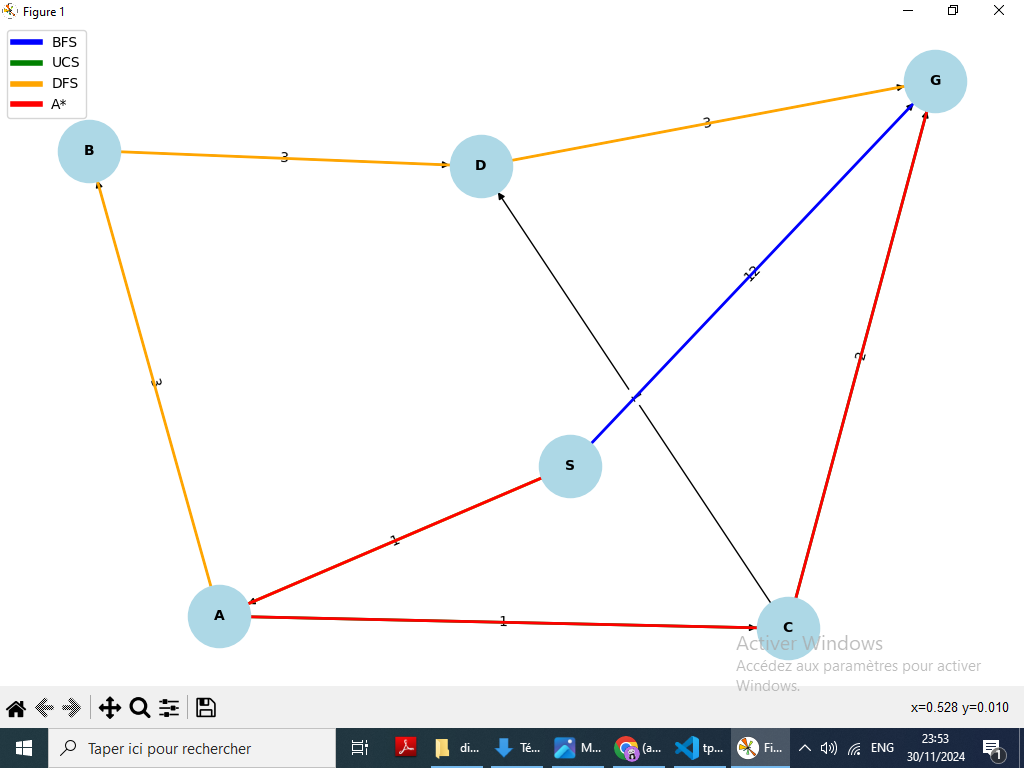 Figure 1
BFS
UCS
DFS
A*
G
B
D
3
3
12
3
2
S
1
A
1
C
Activer Windows
Accédez aux paramètres pour activer
Windows.
x=0.528 y=0.010
Taper ici pour rechercher
di...
Té...
M...
(a...
tp...
Fi...
ENG
23:53
30/11/2024
1